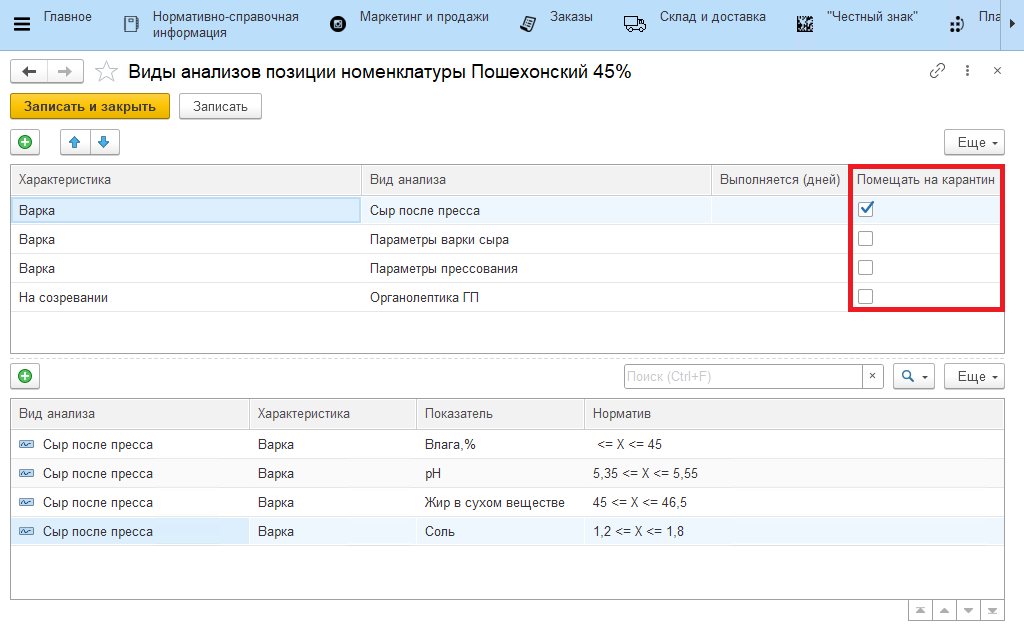 Главное
Нормативно-справочная
информация
Маркетинг и продажи
Заказы
Склад и доставка
"Честный знак"
Пла
Виды анализов позиции номенклатуры Пошехонский 45%
Записать и закрыть Записать
Еще
Характеристика Вид анализа Выполняется (дней) Помещать на карантин
Варка Сыр после пресса
Варка Параметры варки сыра
Варка Параметры прессования
На созревании Органолептика ГП
Поиск (Ctrl+F) × Еще
Вид анализа Характеристика Показатель Норматив
Сыр после пресса Варка Влага,% <= X <= 45
Сыр после пресса Варка pH 5,35 <= X <= 5,55
Сыр после пресса Варка Жир в сухом веществе 45 <= X <= 46,5
Сыр после пресса Варка Соль 1,2 <= X <= 1,8